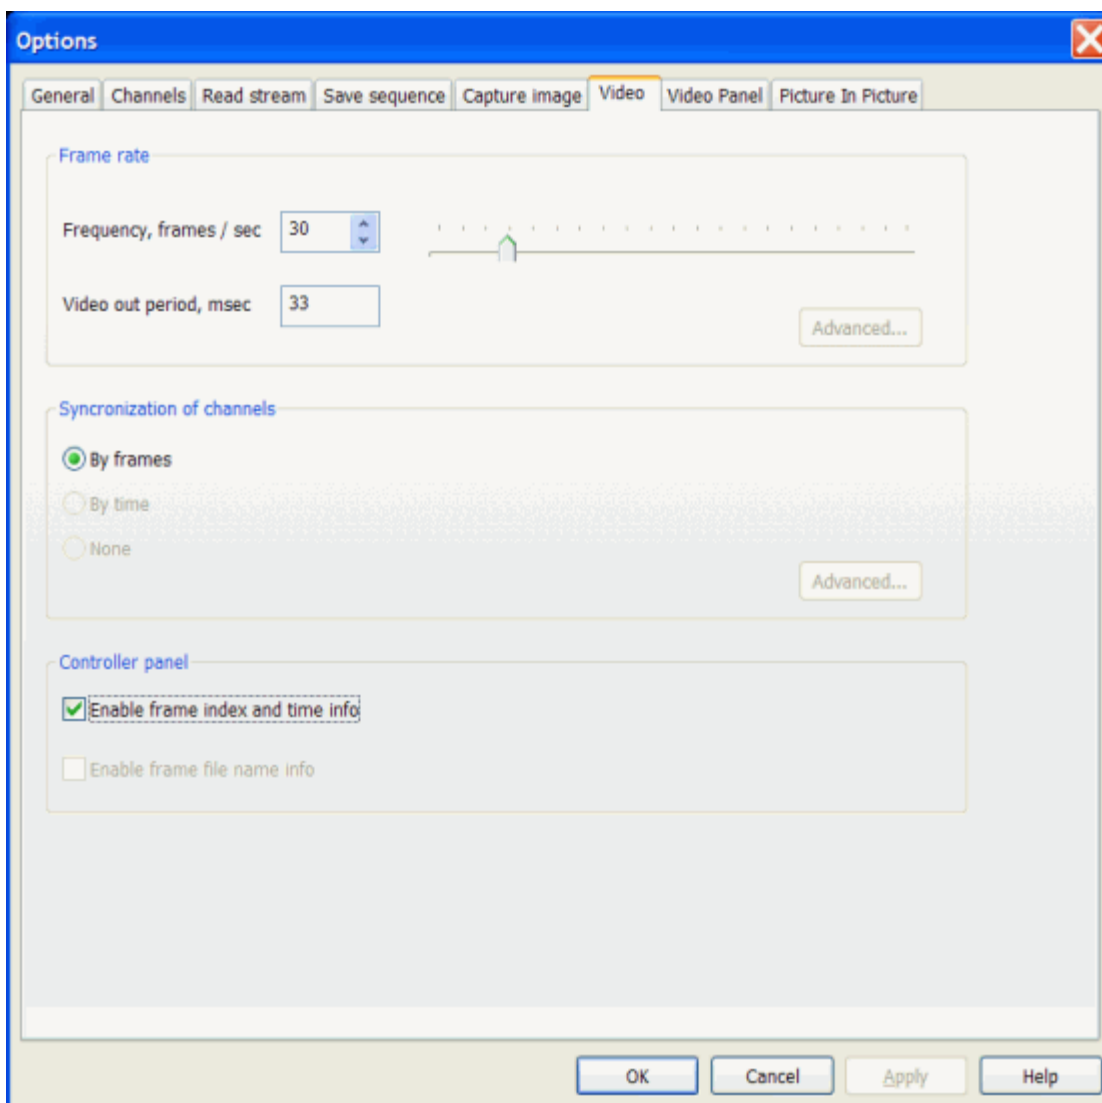 Options
General Channels Read stream Save sequence Capture image Video Video Panel Picture In Picture
Frame rate
Frequency, frames / sec 30
Video out period, msec 33
Advanced...
Syncronization of channels
By frames
By time
None
Advanced...
Controller panel
Enable frame index and time info
Enable frame file name info
OK Cancel Apply Help